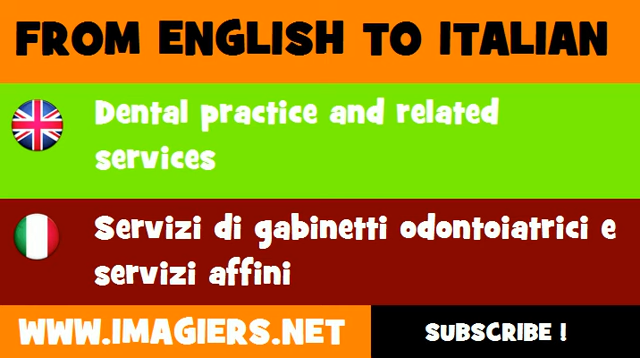 FROM ENGLISH TO ITALIAN
Dental practice and related
services
Servizi di gabinetti odontoiatrici e
servizi affini
WWW.IMAGIERS.NET
SUBSCRIBE !